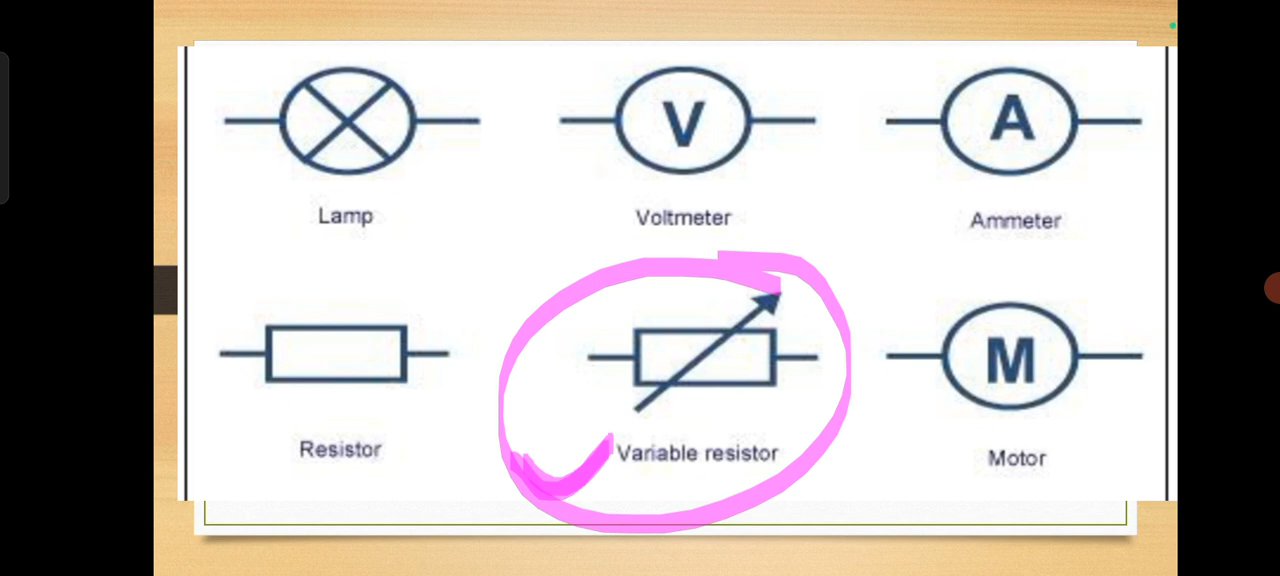 V
A
Lamp
Voltmeter
Ammeter
M
Resistor
Variable resistor
Motor